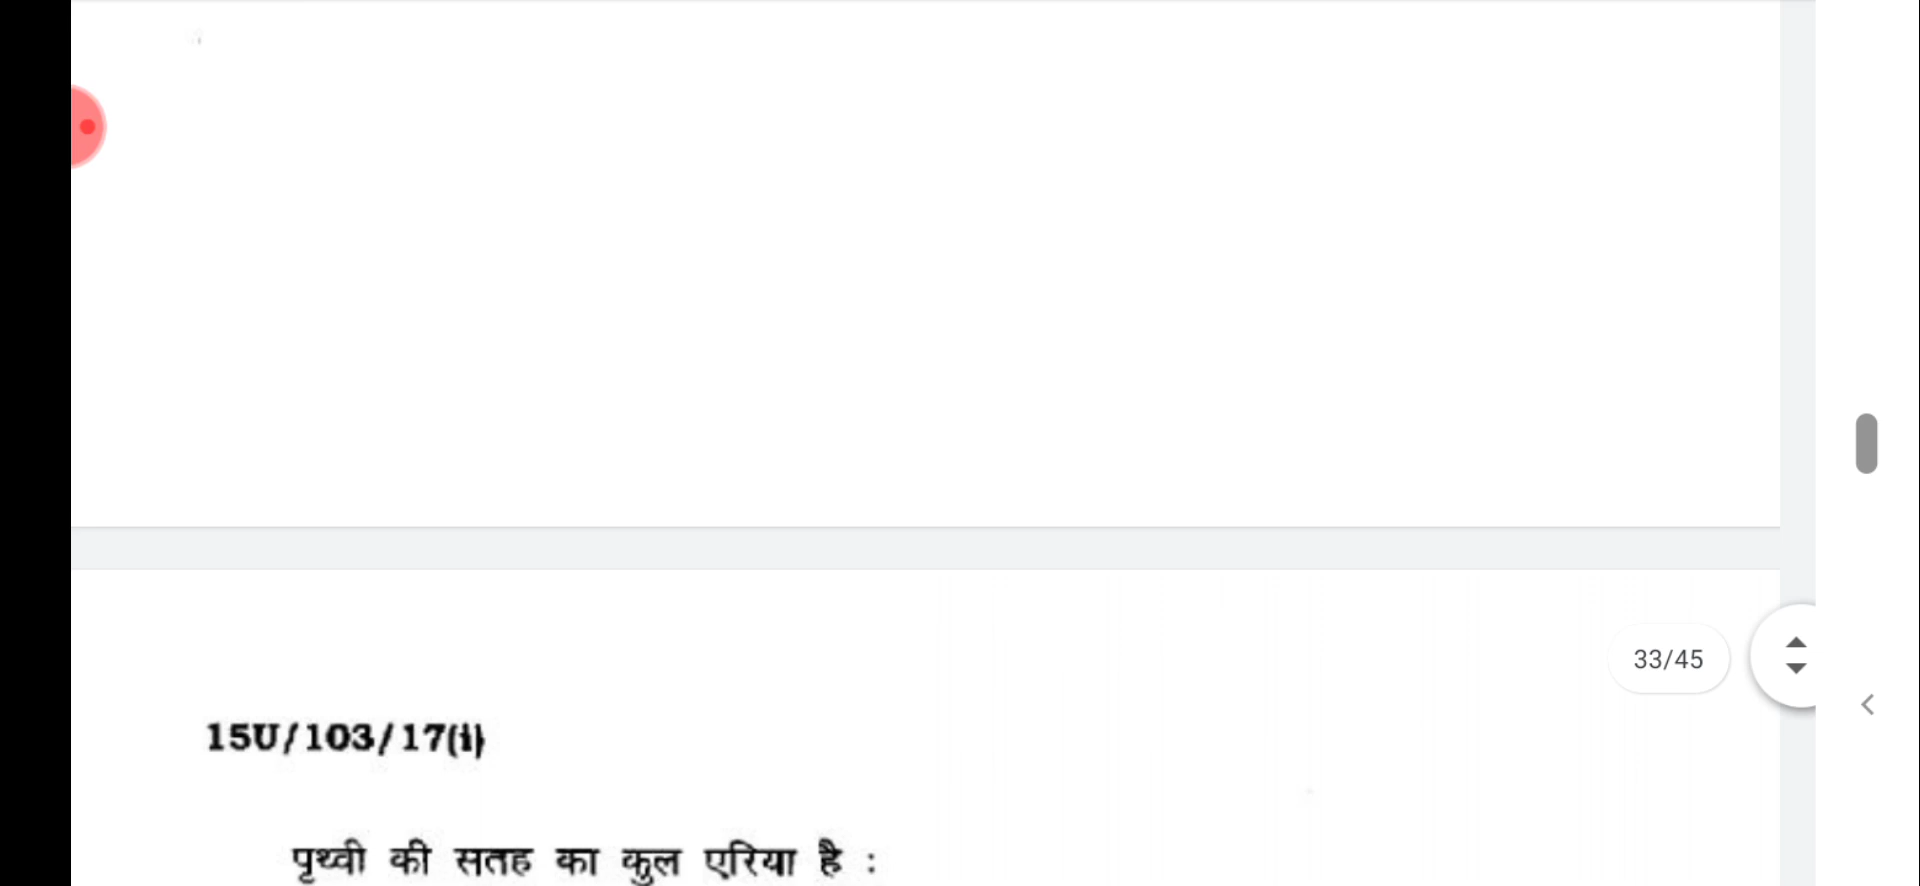 33/45
15U/103/17(i)
पृथ्वी की सतह का कुल एरिया है :